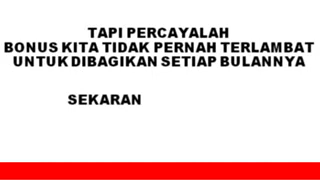 TAPI PERCAYALAH
BONUS KITA TIDAK PERNAH TERLAMBAT
UNTUK DIBAGIKAN SETIAP BULANNYA
SEKARAN